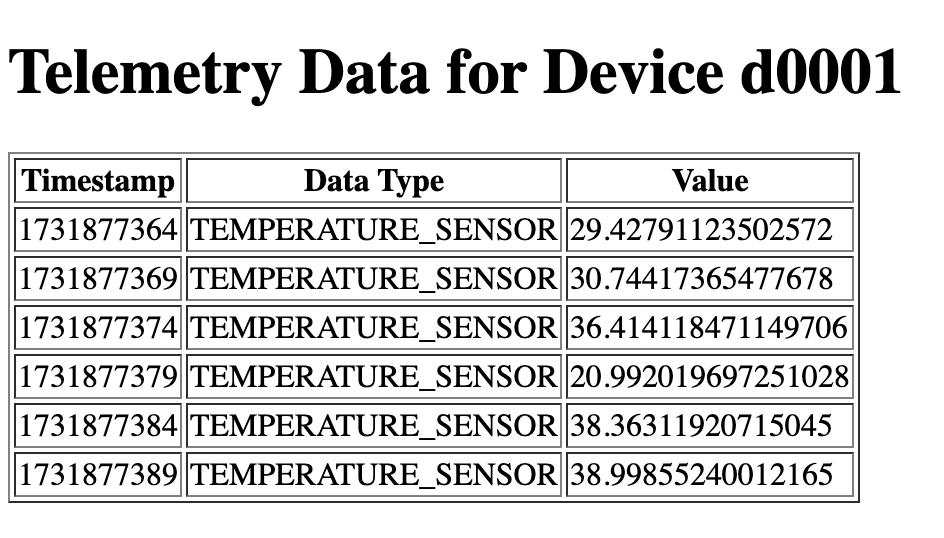 Telemetry Data for Device d0001
Timestamp Data Type Value
1731877364 TEMPERATURE_SENSOR 29.42791123502572
1731877369 TEMPERATURE_SENSOR 30.74417365477678
1731877374 TEMPERATURE_SENSOR 36.414118471149706
1731877379 TEMPERATURE_SENSOR 20.992019697251028
1731877384 TEMPERATURE_SENSOR 38.36311920715045
1731877389 TEMPERATURE_SENSOR 38.99855240012165